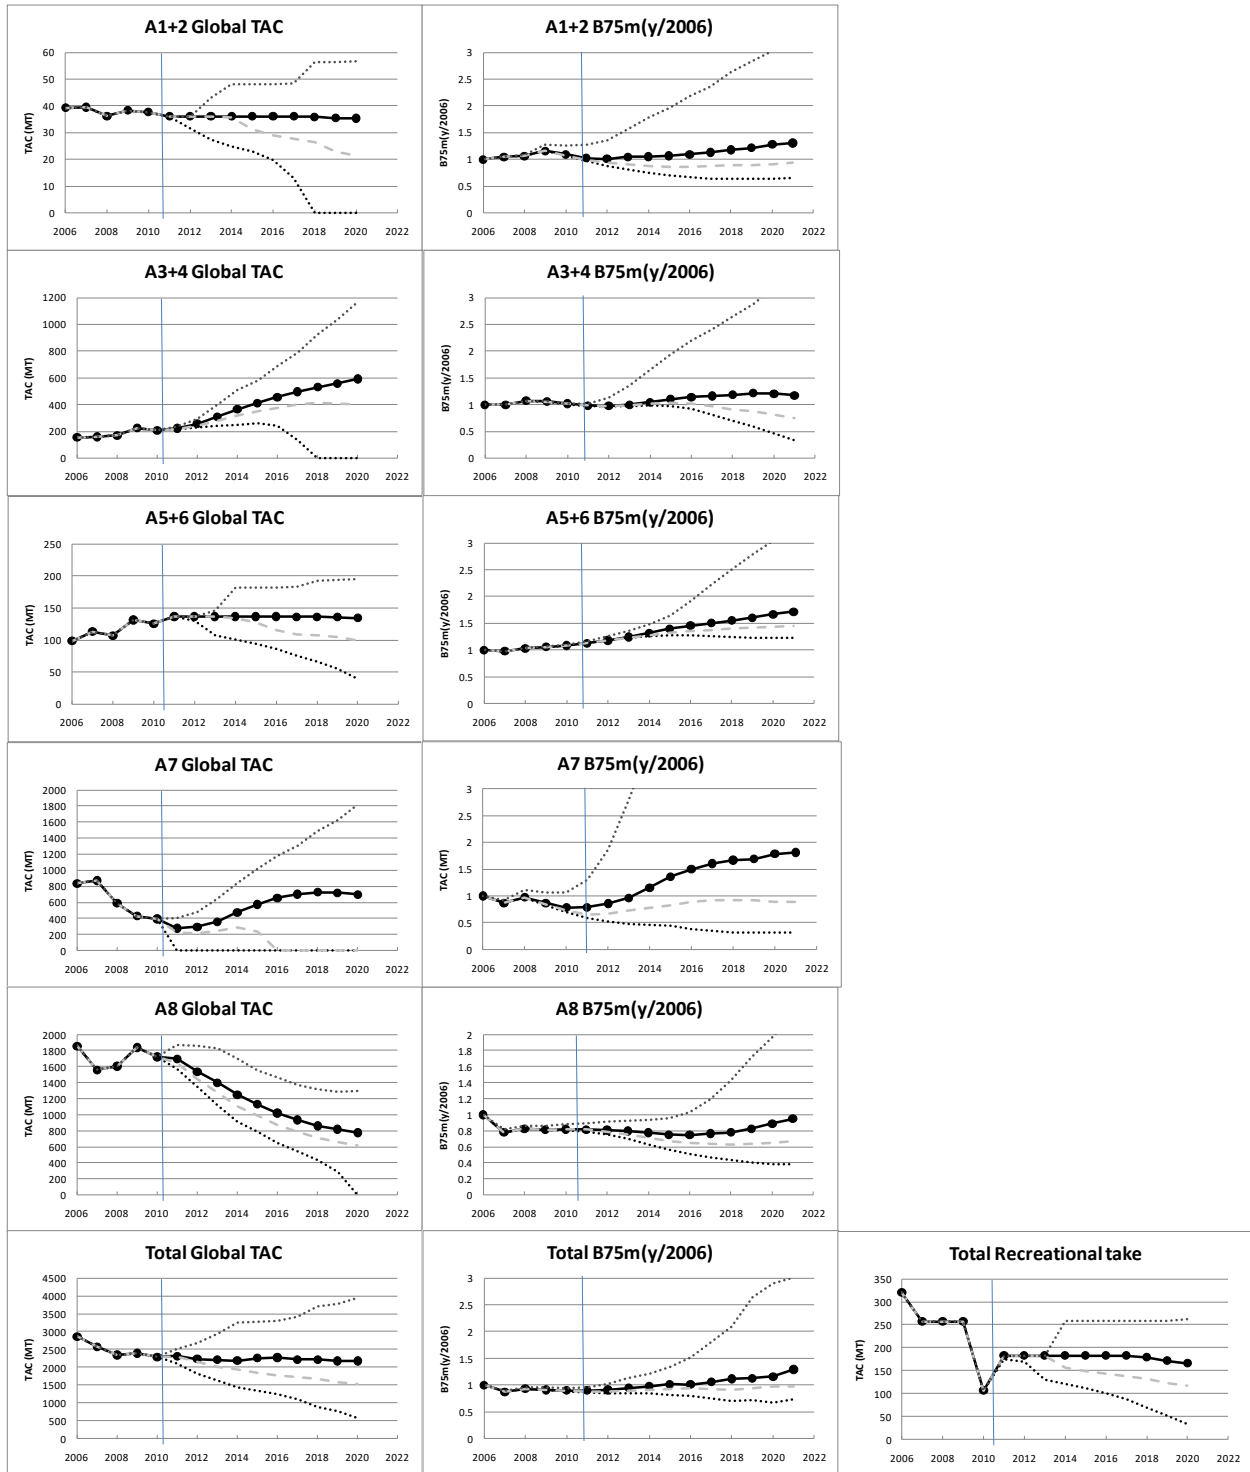 A1+2 Global TAC
TAC (MT)
60
50
40
30
20
10
0
2006 2008 2010 2012 2014 2016 2018 2020 2022
A1+2 B75m(y/2006)
B75m(y/2006)
3
2.5
2
1.5
1
0.5
0
2006 2008 2010 2012 2014 2016 2018 2020 2022
A3+4 Global TAC
TAC (MT)
1200
1000
800
600
400
200
0
2006 2008 2010 2012 2014 2016 2018 2020 2022
A3+4 B75m(y/2006)
B75m(y/2006)
3
2.5
2
1.5
1
0.5
0
2006 2008 2010 2012 2014 2016 2018 2020 2022
A5+6 Global TAC
TAC (MT)
250
200
150
100
50
0
2006 2008 2010 2012 2014 2016 2018 2020 2022
A5+6 B75m(y/2006)
B75m(y/2006)
3
2.5
2
1.5
1
0.5
0
2006 2008 2010 2012 2014 2016 2018 2020 2022
A7 Global TAC
TAC (MT)
2000
1800
1600
1400
1200
1000
800
600
400
200
0
2006 2008 2010 2012 2014 2016 2018 2020 2022
A7 B75m(y/2006)
TAC (MT)
3
2.5
2
1.5
1
0.5
0
2006 2008 2010 2012 2014 2016 2018 2020 2022
A8 Global TAC
TAC (MT)
2000
1800
1600
1400
1200
1000
800
600
400
200
0
2006 2008 2010 2012 2014 2016 2018 2020 2022
A8 B75m(y/2006)
B75m(y/2006)
2
1.8
1.6
1.4
1.2
1
0.8
0.6
0.4
0.2
0
2006 2008 2010 2012 2014 2016 2018 2020 2022
Total Global TAC
TAC (MT)
4500
4000
3500
3000
2500
2000
1500
1000
500
0
2006 2008 2010 2012 2014 2016 2018 2020 2022
Total B75m(y/2006)
B75m(y/2006)
3
2.5
2
1.5
1
0.5
0
2006 2008 2010 2012 2014 2016 2018 2020 2022
Total Recreational take
TAC (MT)
350
300
250
200
150
100
50
0
2006 2008 2010 2012 2014 2016 2018 2020 2022